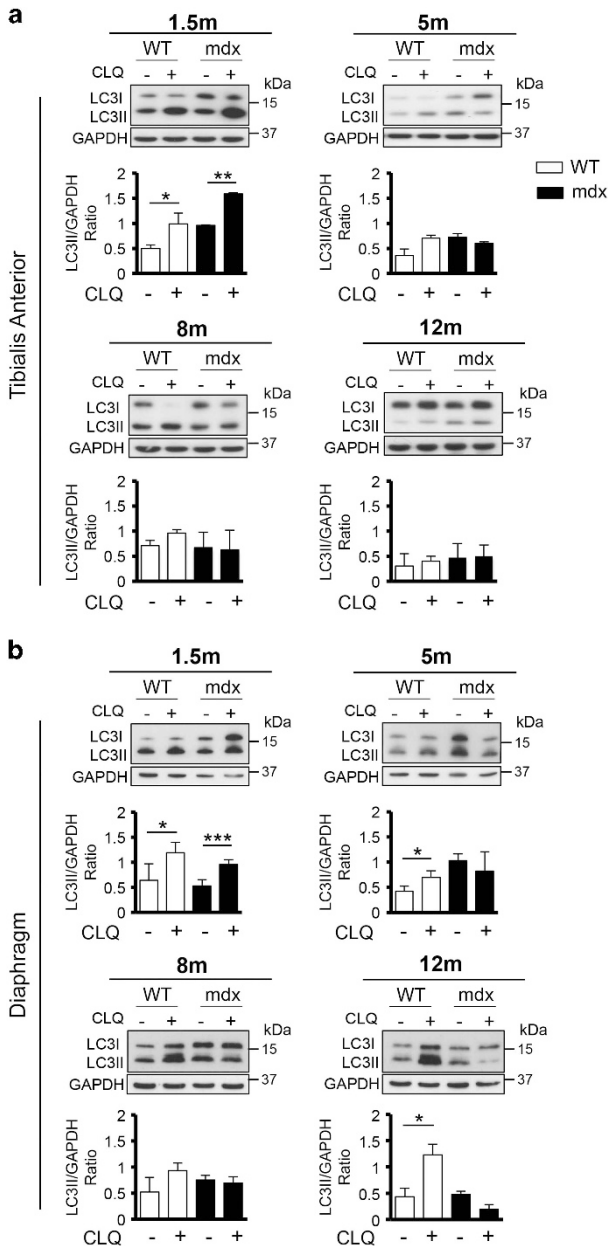 a
Tibialis Anterior
1.5m
WT mdx
CLQ - + - +
kDa
LC3I
15
LC3II
GAPDH
37
LC3II/GAPDH
Ratio
2
1.5
1
0.5
0
* **
CLQ - + - +
5m
WT mdx
CLQ - + - +
kDa
LC3I
15
LC3II
GAPDH
37
LC3II/GAPDH
Ratio
2
1.5
1
0.5
0
CLQ - + - +
WT
mdx
8m
WT mdx
CLQ - + - +
kDa
LC3I
15
LC3II
GAPDH
37
LC3II/GAPDH
Ratio
2
1.5
1
0.5
0
CLQ - + - +
12m
WT mdx
CLQ - + - +
kDa
LC3I
15
LC3II
GAPDH
37
LC3II/GAPDH
Ratio
2
1.5
1
0.5
0
CLQ - + - +
b
Diaphragm
1.5m
WT mdx
CLQ - + - +
kDa
LC3I
15
LC3II
GAPDH
37
LC3II/GAPDH
Ratio
2
1.5
1
0.5
0
* ***
CLQ - + - +
5m
WT mdx
CLQ - + - +
kDa
LC3I
15
LC3II
GAPDH
37
LC3II/GAPDH
Ratio
2
1.5
1
0.5
0
*
CLQ - + - +
8m
WT mdx
CLQ - + - +
kDa
LC3I
15
LC3II
GAPDH
37
LC3II/GAPDH
Ratio
2
1.5
1
0.5
0
CLQ - + - +
12m
WT mdx
CLQ - + - +
kDa
LC3I
15
LC3II
GAPDH
37
LC3II/GAPDH
Ratio
2
1.5
1
0.5
0
*
CLQ - + - +